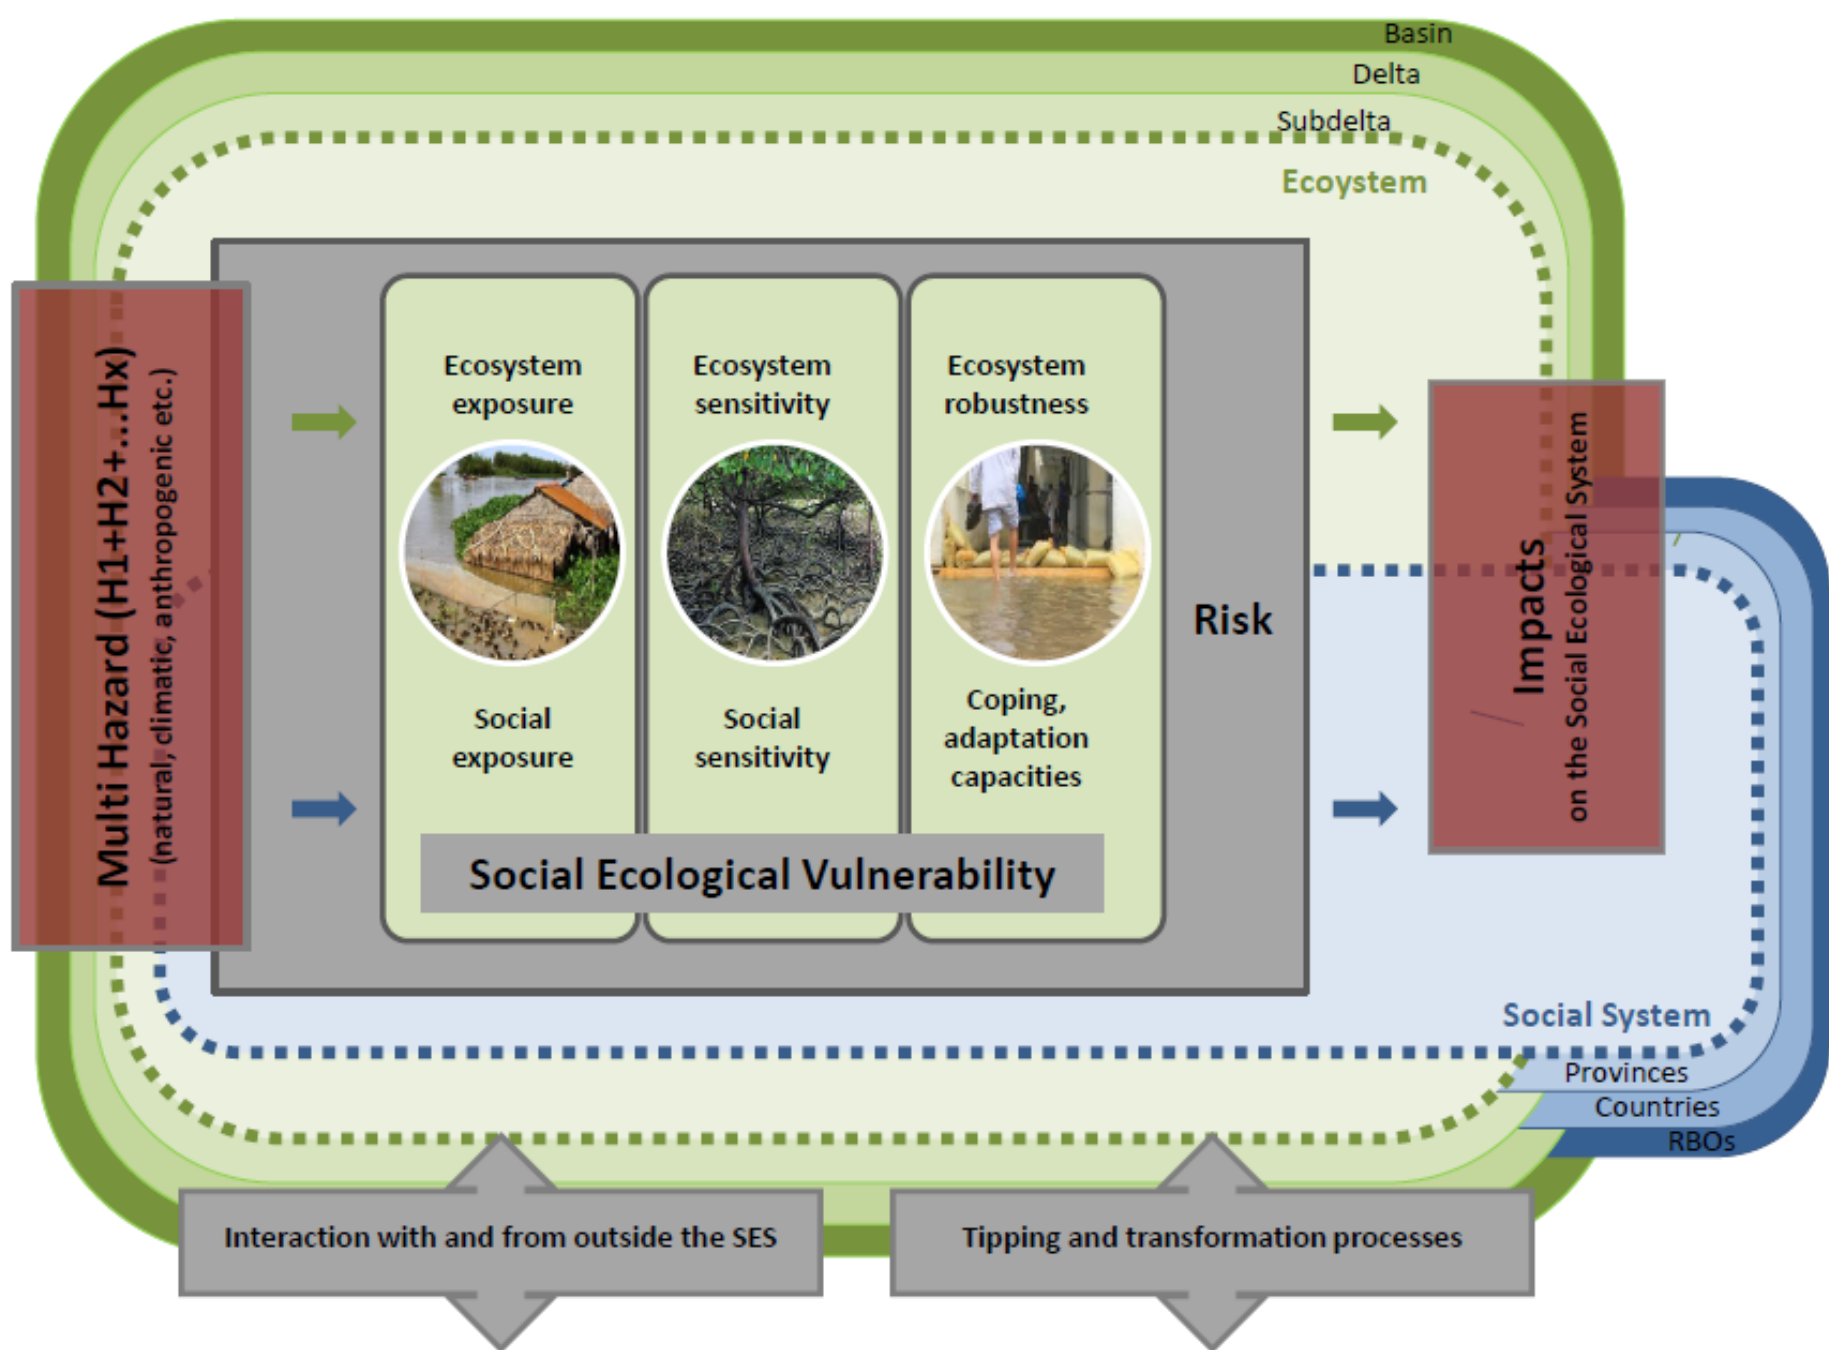 Basin
Delta
Subdelta
Ecoystem
Multi Hazard (H1+H2+...Hx)
(natural, climatic, anthropogenic etc.)
Ecosystem
exposure
Social
exposure
Ecosystem
sensitivity
Social
sensitivity
Ecosystem
robustness
Coping,
adaptation
capacities
Social Ecological Vulnerability
Risk
Impacts
on the Social Ecological System
Social System
Provinces
Countries
RBOs
Interaction with and from outside the SES
Tipping and transformation processes